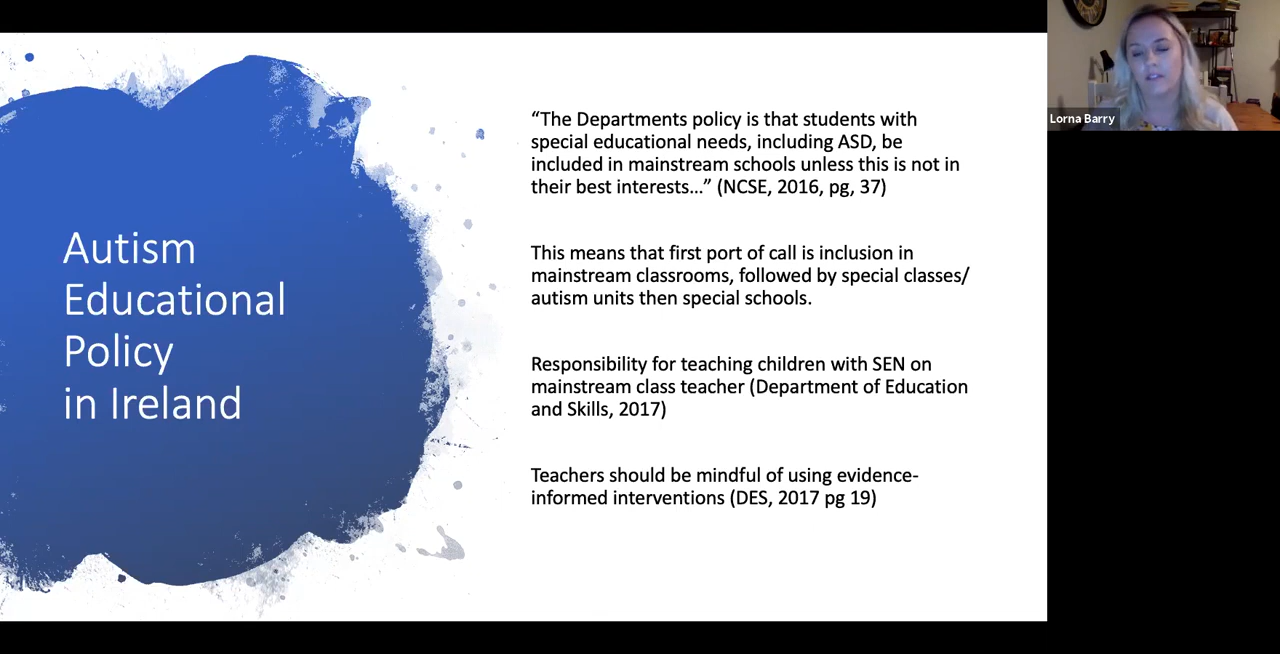 Autism
Educational
Policy
in Ireland
“The Departments policy is that students with
special educational needs, including ASD, be
included in mainstream schools unless this is not in
their best interests…” (NCSE, 2016, pg, 37)
This means that first port of call is inclusion in
mainstream classrooms, followed by special classes/
autism units then special schools.
Responsibility for teaching children with SEN on
mainstream class teacher (Department of Education
and Skills, 2017)
Teachers should be mindful of using evidence-
informed interventions (DES, 2017 pg 19)
Lorna Barry